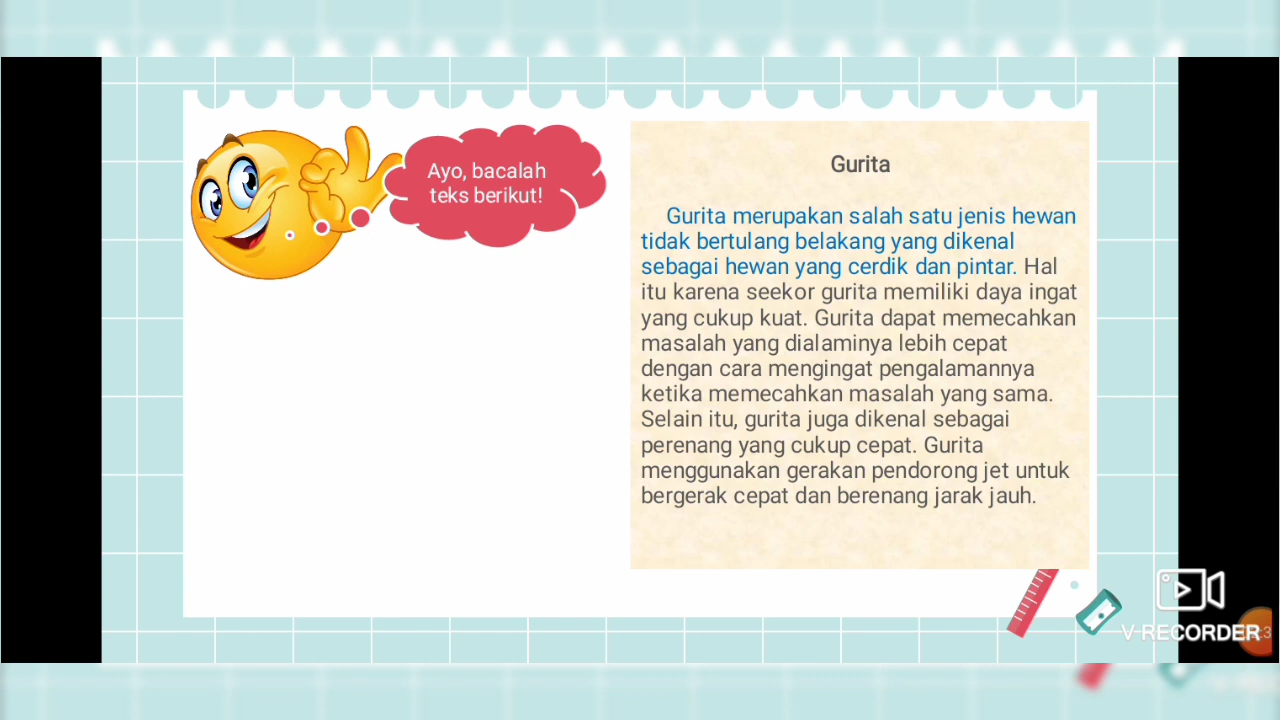 Ayo, bacalah
teks berikut!
Gurita
Gurita merupakan salah satu jenis hewan
tidak bertulang belakang yang dikenal
sebagai hewan yang cerdik dan pintar. Hal
itu karena seekor gurita memiliki daya ingat
yang cukup kuat. Gurita dapat memecahkan
masalah yang dialaminya lebih cepat
dengan cara mengingat pengalamannya
ketika memecahkan masalah yang sama.
Selain itu, gurita juga dikenal sebagai
perenang yang cukup cepat. Gurita
menggunakan gerakan pendorong jet untuk
bergerak cepat dan berenang jarak jauh.
V-RECORDER